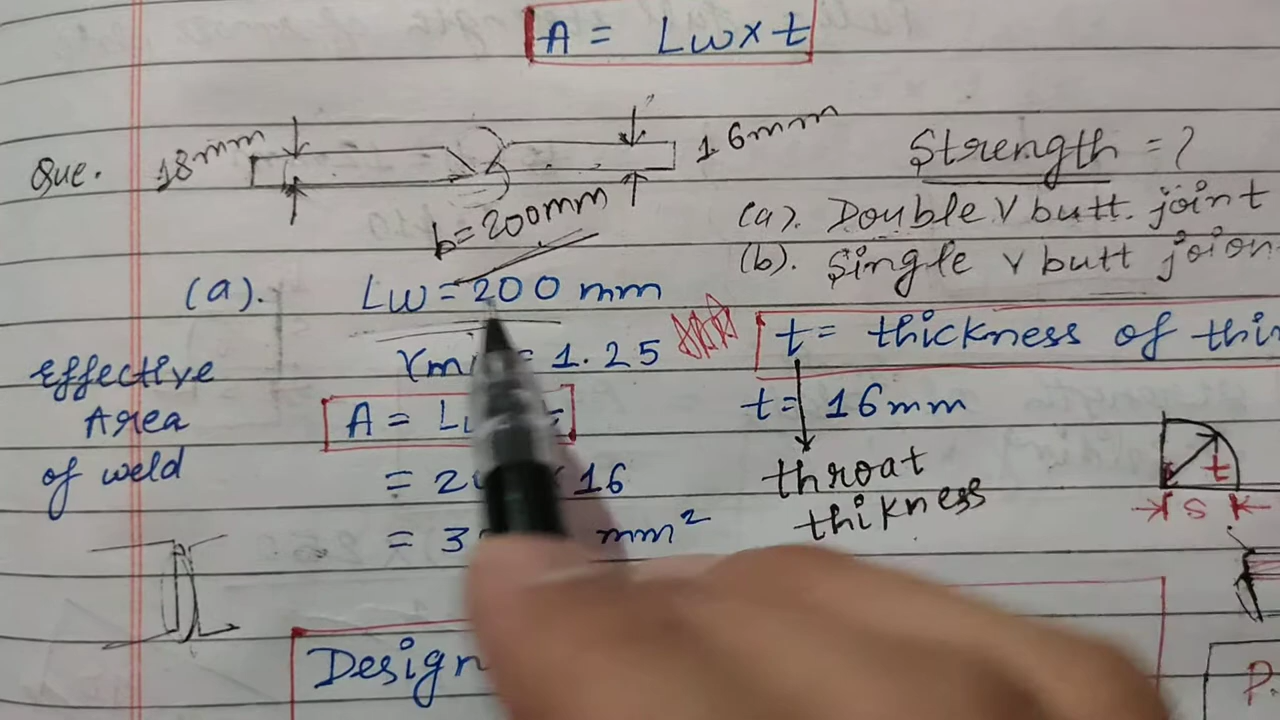 A = Lw x t
Que. 18mm 16mm Strength = ?
b = 200mm (a). Double V butt. joint
(b). Single V butt join
(a). Lw = 200 mm
= 1.25 t = thickness of
Effective A = t = 16mm
Area
of weld = 16 throat
thikness
= mm²
t
s
Design
P.